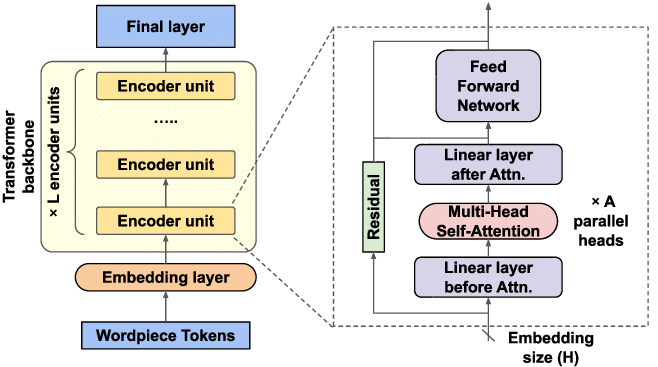 Final layer
Transformer
backbone
× L encoder units
Encoder unit
.....
Encoder unit
Encoder unit
Embedding layer
Wordpiece Tokens
Feed
Forward
Network
Linear layer
after Attn.
Residual
Multi-Head
Self-Attention
× A
parallel
heads
Linear layer
before Attn.
Embedding
size (H)